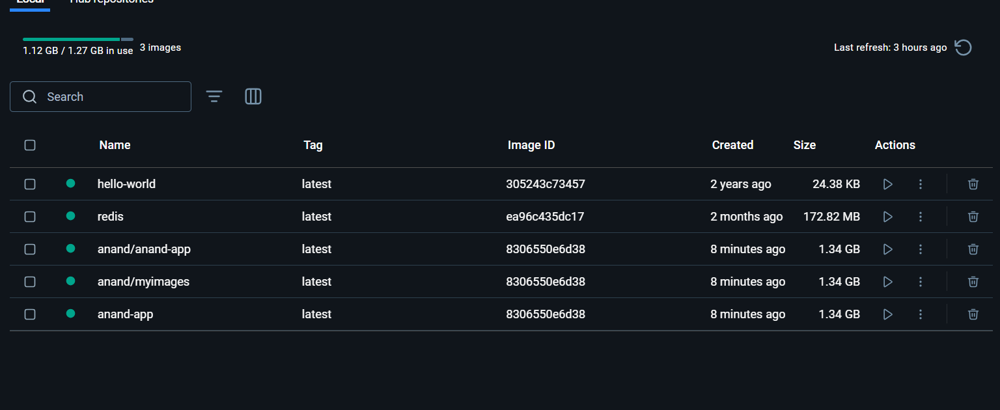 Local Hub repositories
1.12 GB / 1.27 GB in use 3 images
Last refresh: 3 hours ago
Search
Name Tag Image ID Created Size Actions
hello-world latest 305243c73457 2 years ago 24.38 KB
redis latest ea96c435dc17 2 months ago 172.82 MB
anand/anand-app latest 8306550e6d38 8 minutes ago 1.34 GB
anand/myimages latest 8306550e6d38 8 minutes ago 1.34 GB
anand-app latest 8306550e6d38 8 minutes ago 1.34 GB